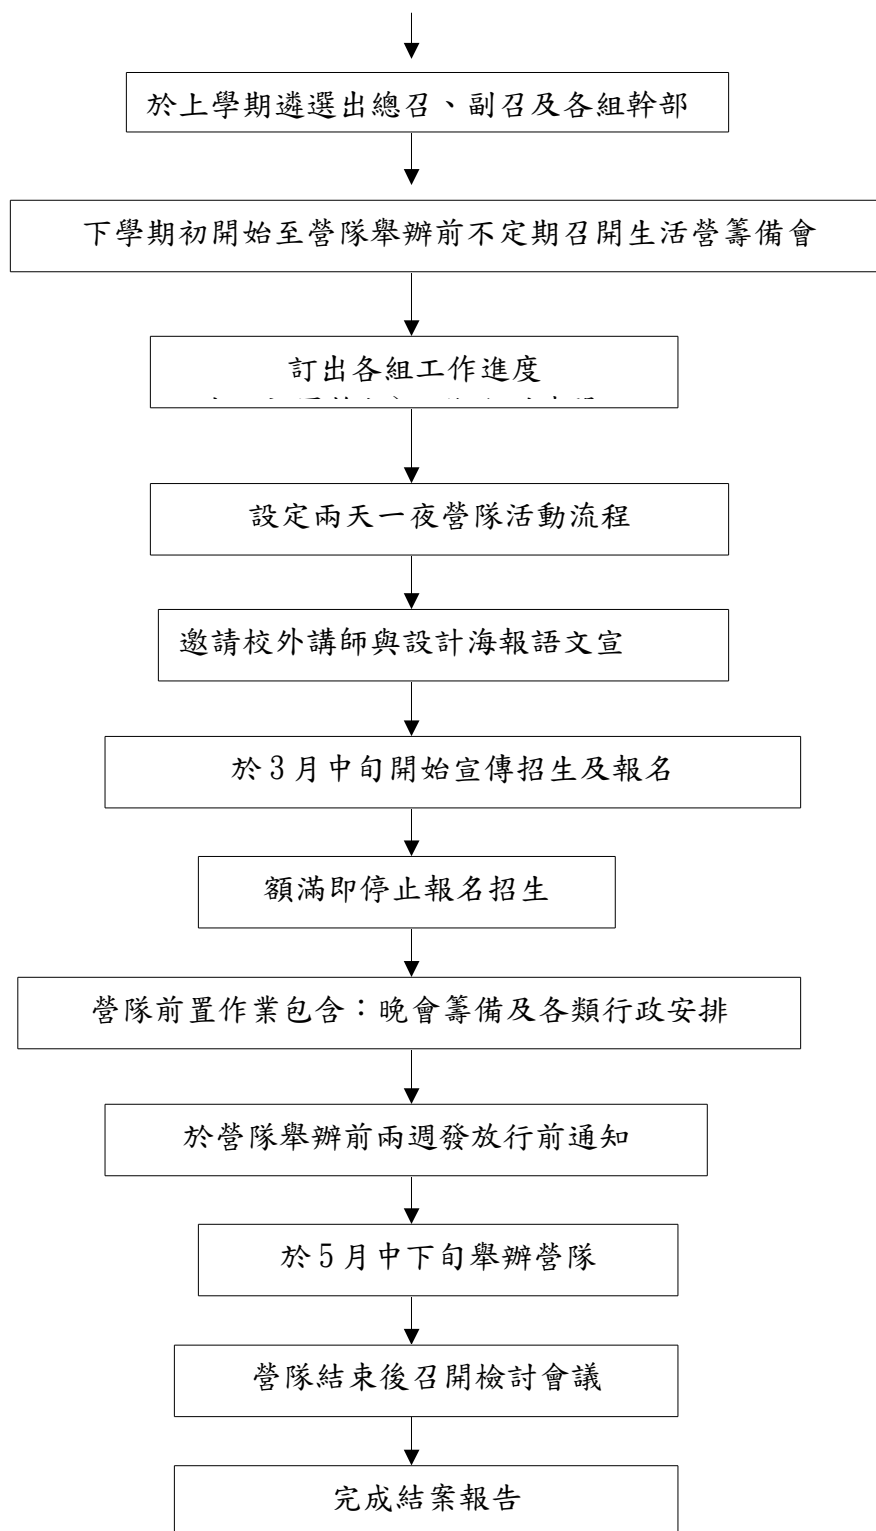 於上學期遴選出總召、副召及各組幹部
下學期初開始至營隊舉辦前不定期召開生活營籌備會
訂出各組工作進度
設定兩天一夜營隊活動流程
邀請校外講師與設計海報語文宣
於3月中旬開始宣傳招生及報名
額滿即停止報名招生
營隊前置作業包含：晚會籌備及各類行政安排
於營隊舉辦前兩週發放行前通知
於5月中下旬舉辦營隊
營隊結束後召開檢討會議
完成結案報告